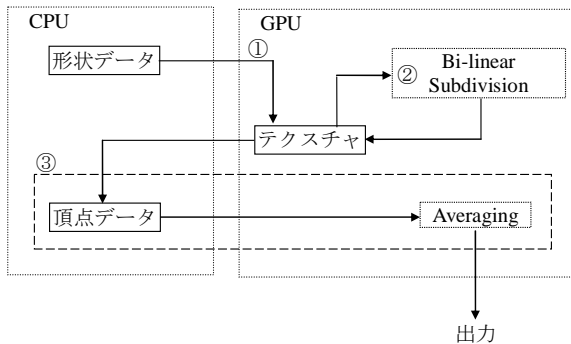 CPU
GPU
形状データ
①
②
Bi-linear
Subdivision
テクスチャ
③
頂点データ
Averaging
出力